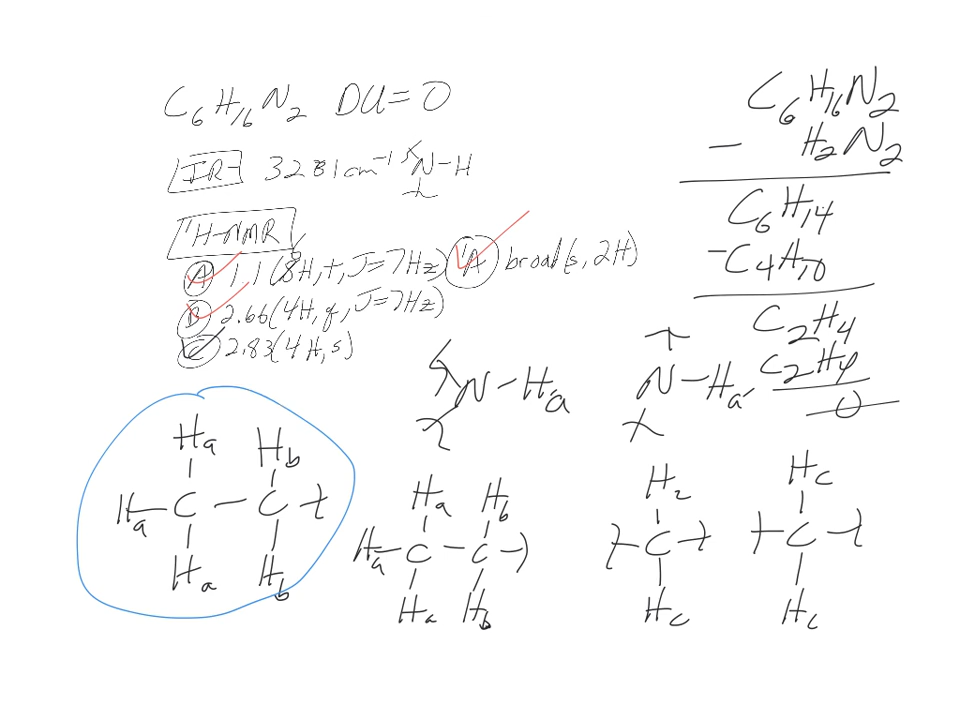 C6H16N2 DU=0
IR 3281cm-1 N-H
1H-NMR
A 1.1 (8H, t, J=7Hz) A broad (s, 2H)
B 2.66 (4H, q, J=7Hz)
C 2.83 (4H, s)
C6H16N2
- H2N2
C6H14
-C4H10
C2H4
C2H4
0
N-Ha
N-Ha
Ha Hb
Ha-C-C-
Ha Hb
Ha Hb
Ha-C-C-
Ha Hb
Hc
-C-
Hc
Hc
-C-
Hc